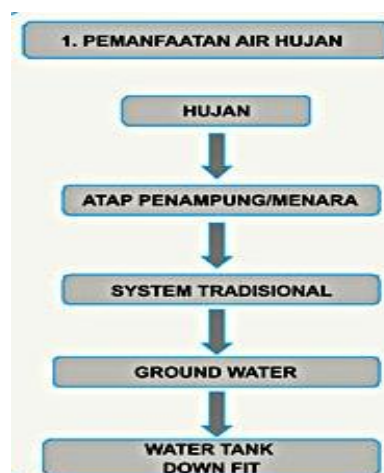 1. PEMANFAATAN AIR HUJAN
HUJAN
ATAP PENAMPUNG/MENARA
SYSTEM TRADISIONAL
GROUND WATER
WATER TANK
DOWN FIT